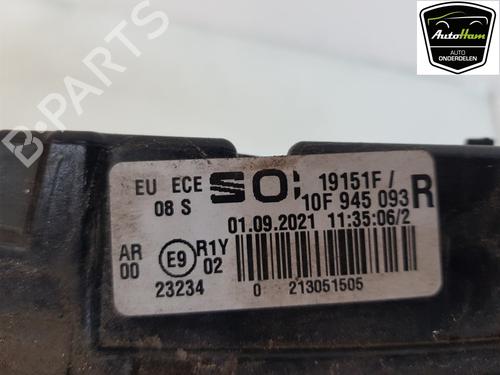 AutoHam
AUTO
ONDERDELEN
B-PARTS
EU ECE
08 S
19151F /
10F 945 093 R
01.09.2021 11:35:06/2
AR
00
E9
R1Y
02
23234
0 213051505